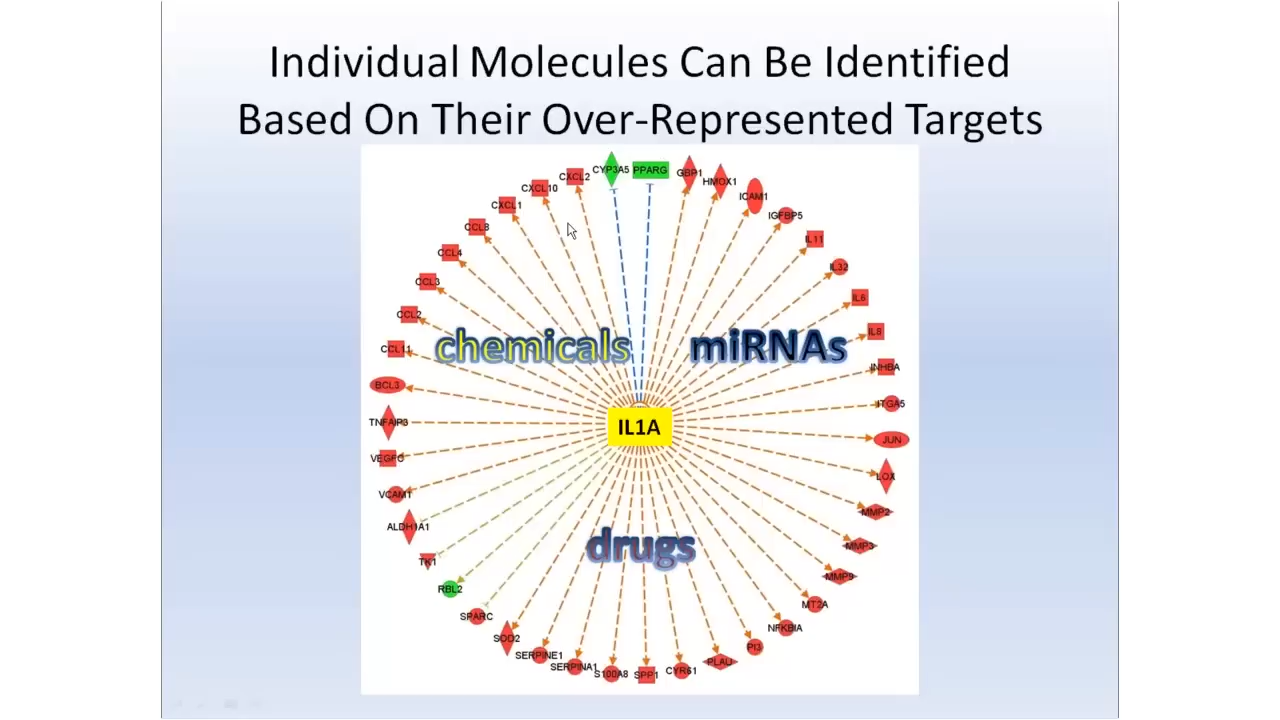 Individual Molecules Can Be Identified
Based On Their Over-Represented Targets
CYP3A5
PPARG
GBP1
HMOX1
ICAM1
IGFBP5
IL11
IL32
IL6
IL8
INHBA
ITGA5
JUN
LOX
MMP2
MMP3
MMP9
MT2A
NFKBIA
PI3
PLAU
CYR61
SPP1
S100A8
SERPINA1
SERPINE1
SOD2
SPARC
RBL2
TK1
ALDH1A1
VCAM1
VEGFC
TNFAIP3
BCL3
CCL11
CCL2
CCL3
CCL4
CCL8
CXCL1
CXCL10
CXCL2
chemicals
miRNAs
IL1A
drugs